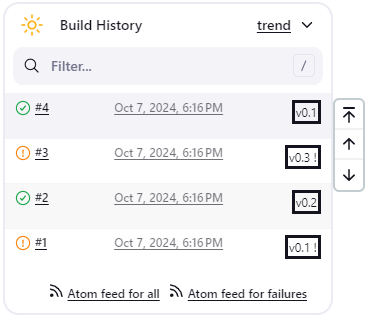 Build History
trend
Filter...
/
#4 Oct 7, 2024, 6:16 PM v0.1
#3 Oct 7, 2024, 6:16 PM v0.3 !
#2 Oct 7, 2024, 6:16 PM v0.2
#1 Oct 7, 2024, 6:16 PM v0.1 !
Atom feed for all Atom feed for failures